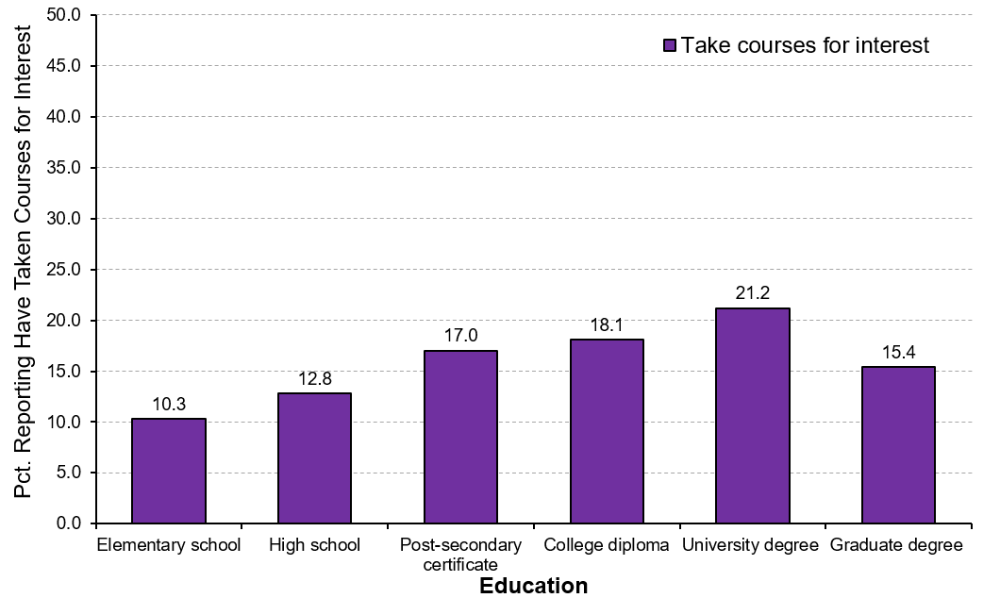 Pct. Reporting Have Taken Courses for Interest
50.0
45.0
40.0
35.0
30.0
25.0
20.0
15.0
10.0
5.0
0.0
Take courses for interest
10.3
12.8
17.0
18.1
21.2
15.4
Elementary school
High school
Post-secondary
certificate
College diploma
University degree
Graduate degree
Education